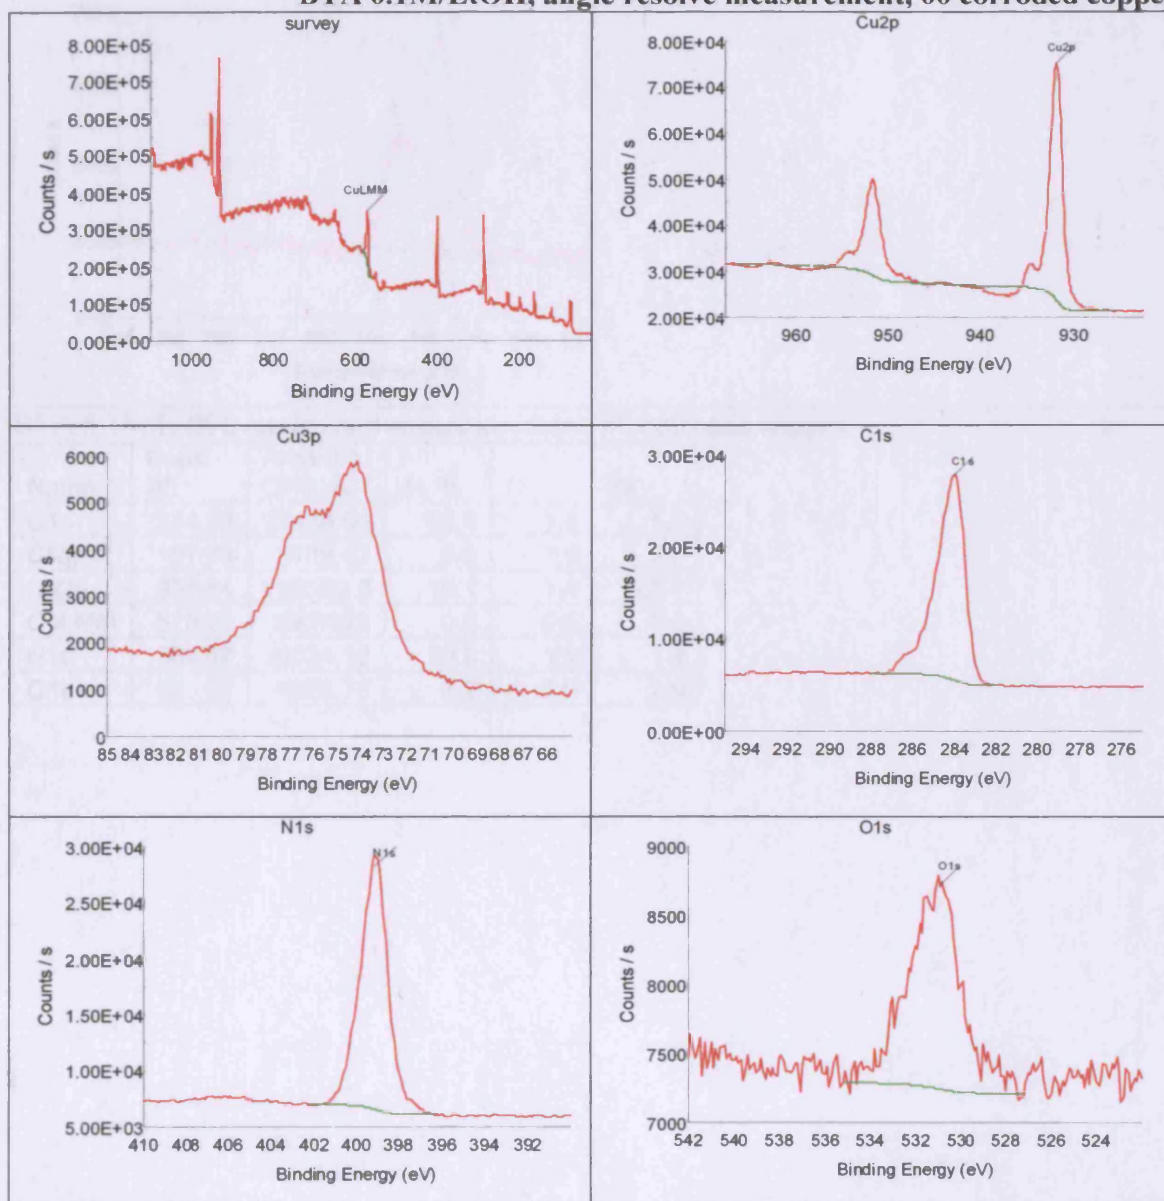 BTA 0.1M/EtOH, angle resolve measurement, 60 corroded coppe
survey
8.00E+05
7.00E+05
6.00E+05
5.00E+05
4.00E+05
3.00E+05
2.00E+05
1.00E+05
0.00E+00
Counts / s
CuLMM
1000 800 600 400 200
Binding Energy (eV)
Cu2p
8.00E+04
7.00E+04
6.00E+04
5.00E+04
4.00E+04
3.00E+04
2.00E+04
Counts / s
Cu2p
960 950 940 930
Binding Energy (eV)
Cu3p
6000
5000
4000
3000
2000
1000
0
Counts / s
85 84 83 82 81 80 79 78 77 76 75 74 73 72 71 70 69 68 67 66
Binding Energy (eV)
C1s
3.00E+04
2.00E+04
1.00E+04
0.00E+00
Counts / s
C1s
294 292 290 288 286 284 282 280 278 276
Binding Energy (eV)
N1s
3.00E+04
2.50E+04
2.00E+04
1.50E+04
1.00E+04
5.00E+03
Counts / s
N1s
410 408 406 404 402 400 398 396 394 392
Binding Energy (eV)
O1s
9000
8500
8000
7500
7000
Counts / s
O1s
542 540 538 536 534 532 530 528 526 524
Binding Energy (eV)